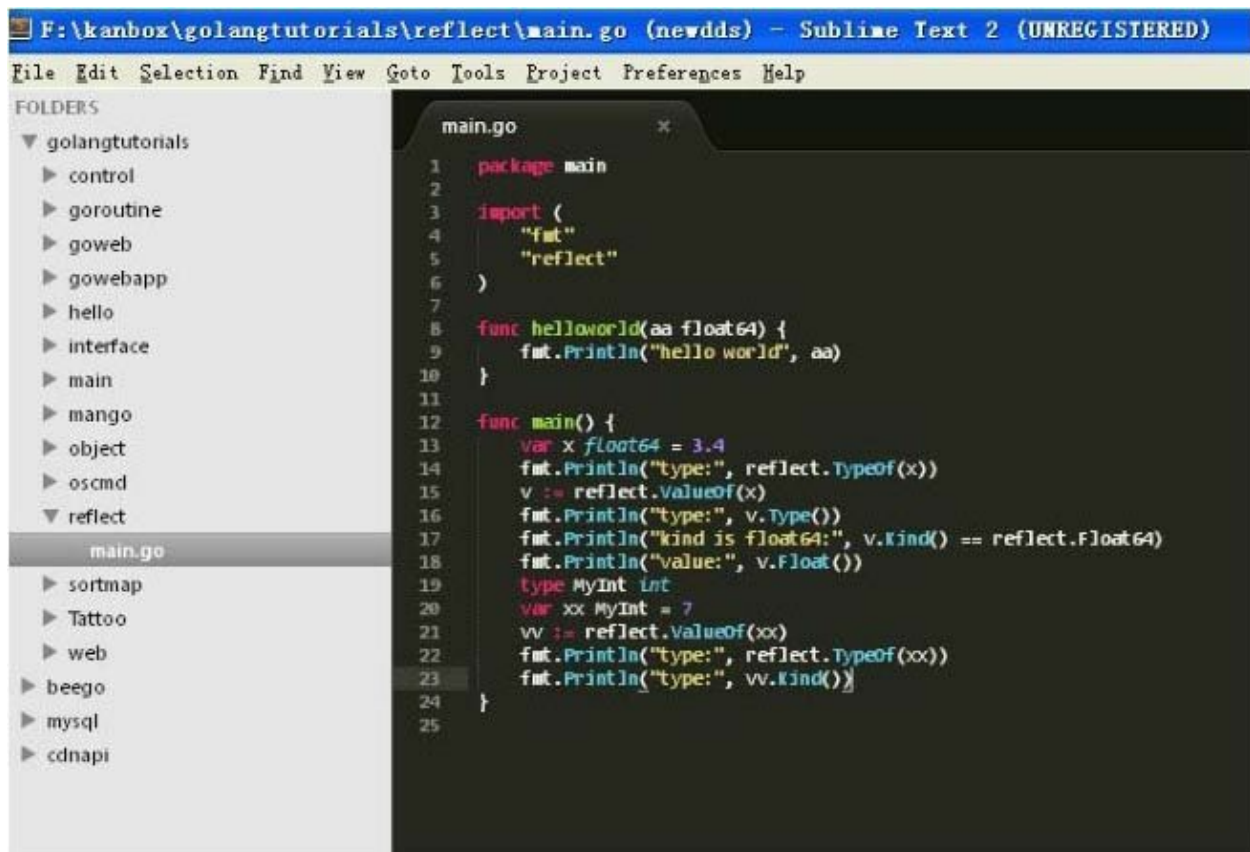 F:\kanbox\golangtutorials\reflect\main.go (newdds) - Sublime Text 2 (UNREGISTERED)
File Edit Selection Find View Goto Tools Project Preferences Help
FOLDERS
golangtutorials
control
goroutine
goweb
gowebapp
hello
interface
main
mango
object
oscmd
reflect
main.go
sortmap
Tattoo
web
beego
mysql
cdnapi
main.go
1 package main
2
3 import (
4 "fmt"
5 "reflect"
6 )
7
8 func helloworld(aa float64) {
9 fmt.Println("hello world", aa)
10 }
11
12 func main() {
13 var x float64 = 3.4
14 fmt.Println("type:", reflect.TypeOf(x))
15 v := reflect.ValueOf(x)
16 fmt.Println("type:", v.Type())
17 fmt.Println("kind is float64:", v.Kind() == reflect.Float64)
18 fmt.Println("value:", v.Float())
19 type MyInt int
20 var xx MyInt = 7
21 vv := reflect.ValueOf(xx)
22 fmt.Println("type:", reflect.TypeOf(xx))
23 fmt.Println("type:", vv.Kind())
24 }
25